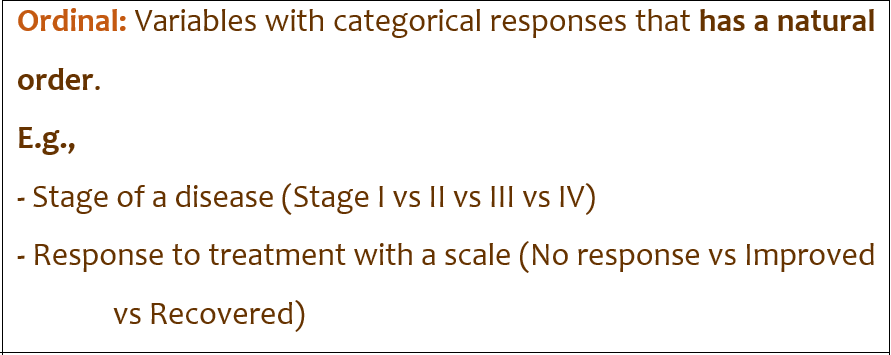 Ordinal: Variables with categorical responses that has a natural
order.
E.g.,
- Stage of a disease (Stage I vs II vs III vs IV)
- Response to treatment with a scale (No response vs Improved
vs Recovered)